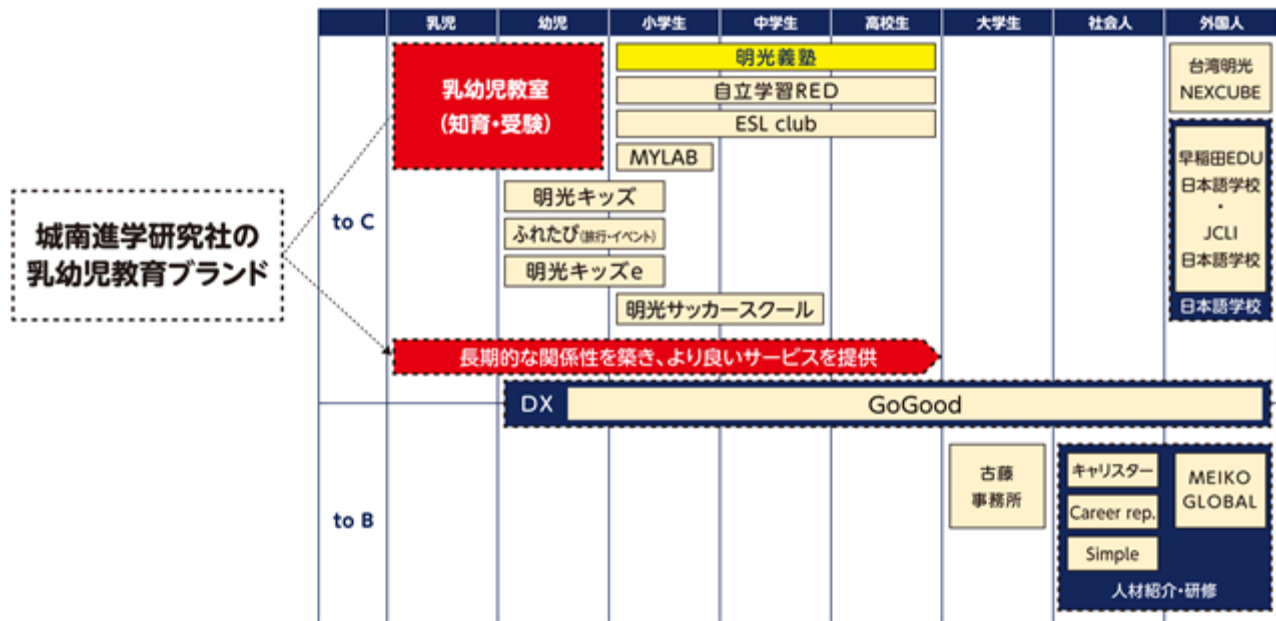 乳児 幼児 小学生 中学生 高校生 大学生 社会人 外国人
城南進学研究社の
乳幼児教育ブランド
to C
乳幼児教室
（知育・受験）
明光義塾
自立学習RED
ESL club
MYLAB
明光キッズ
ふれたび（旅行・イベント）
明光キッズe
明光サッカースクール
台湾明光
NEXCUBE
早稲田EDU
日本語学校
・
JCLI
日本語学校
日本語学校
長期的な関係性を築き、より良いサービスを提供
DX GoGood
to B
古藤
事務所
キャリスター
Career rep.
Simple
MEIKO
GLOBAL
人材紹介・研修